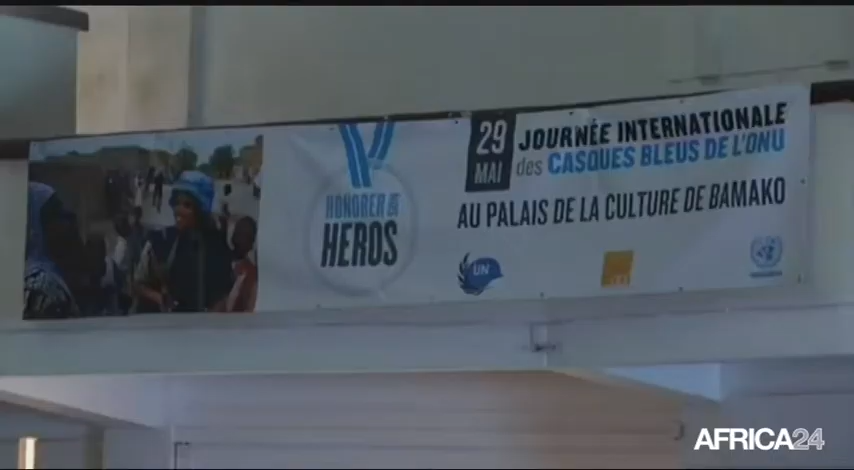 HONORER NOS
HEROS
29
MAI
JOURNÉE INTERNATIONALE
des CASQUES BLEUS DE L'ONU
AU PALAIS DE LA CULTURE DE BAMAKO
UN
AFRICA24